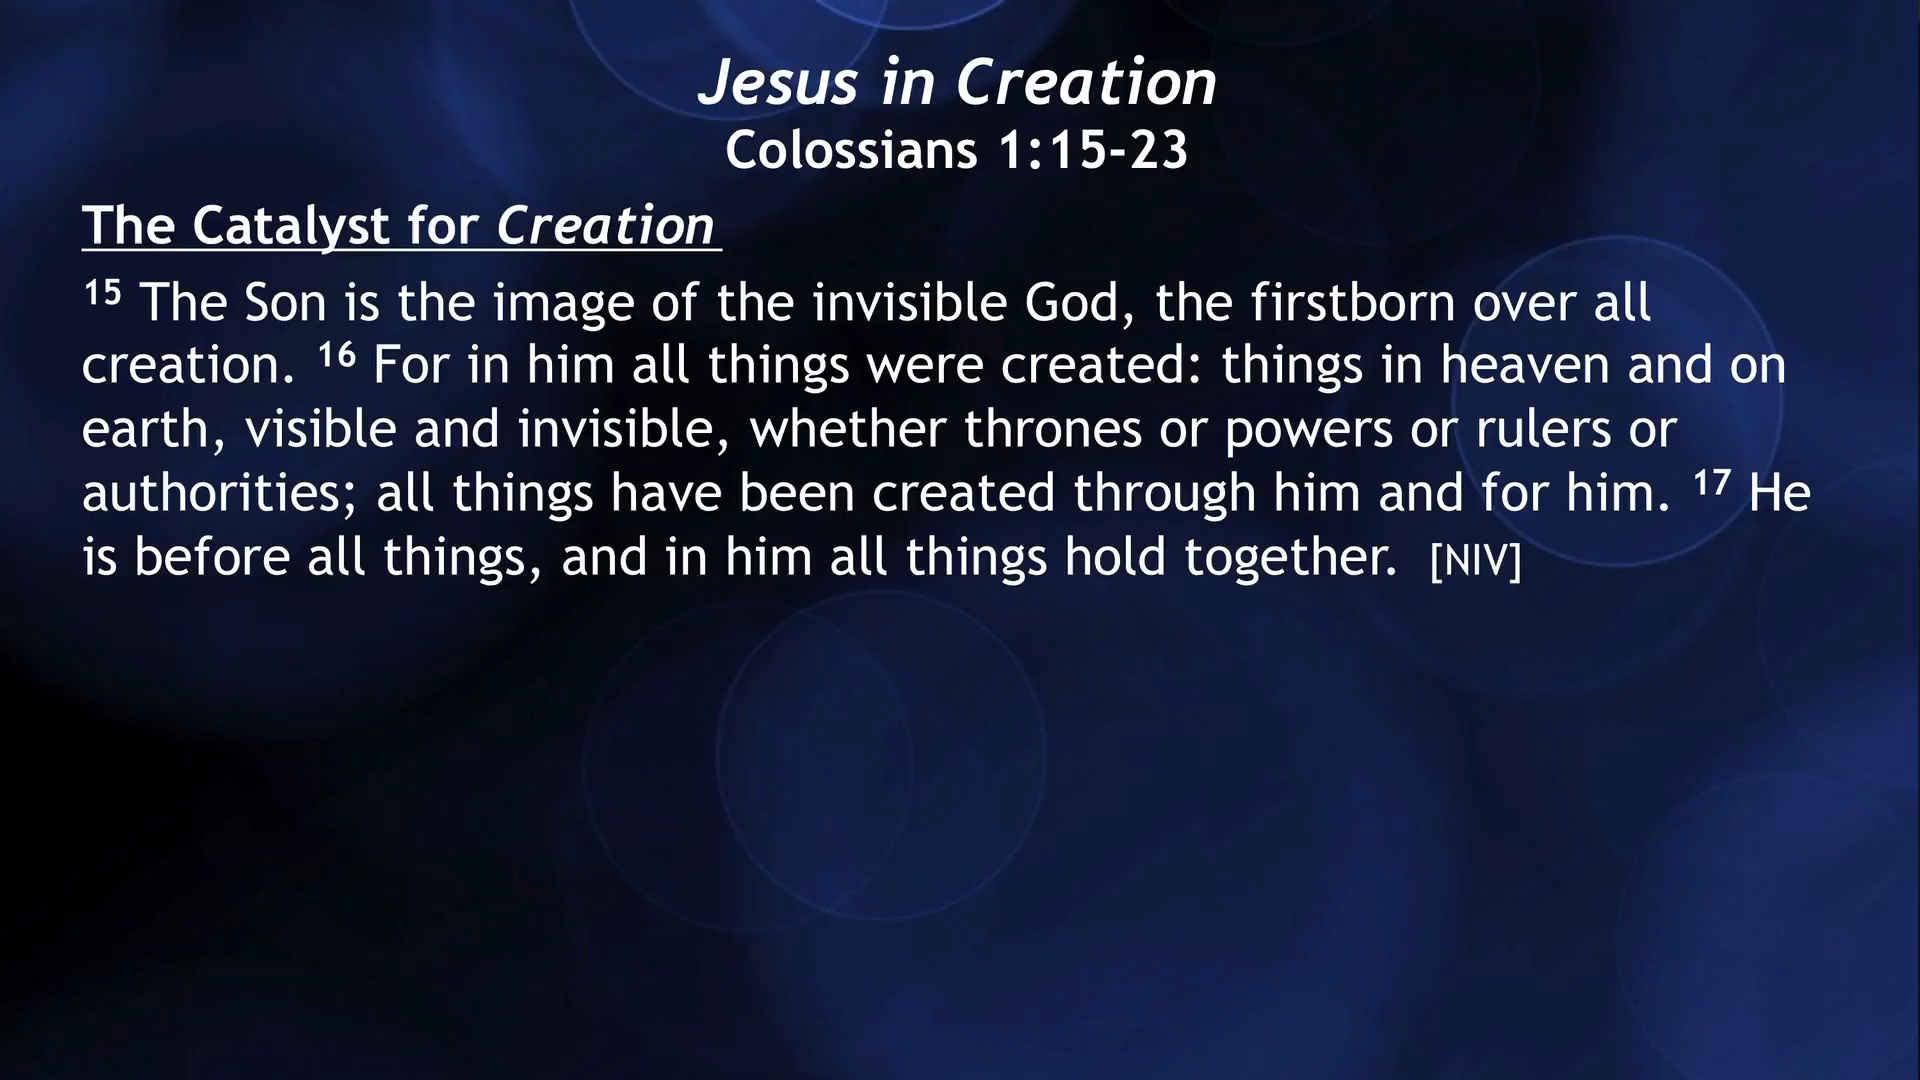 Jesus in Creation
Colossians 1:15-23
The Catalyst for Creation
15 The Son is the image of the invisible God, the firstborn over all
creation. 16 For in him all things were created: things in heaven and on
earth, visible and invisible, whether thrones or powers or rulers or
authorities; all things have been created through him and for him. 17 He
is before all things, and in him all things hold together. [NIV]